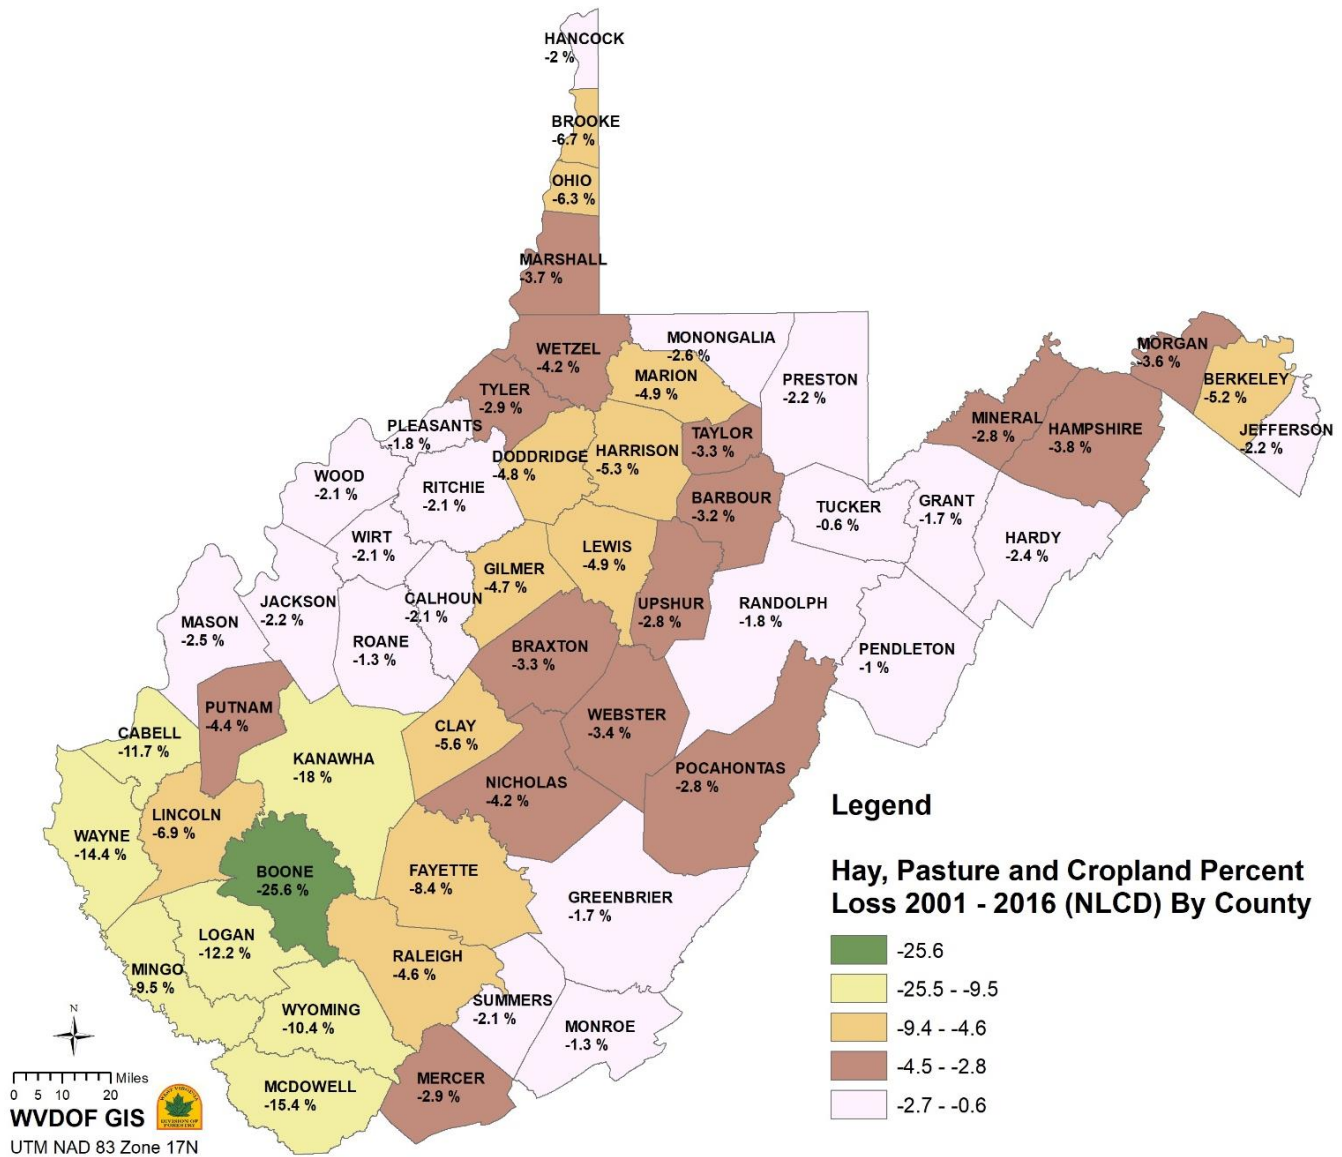 HANCOCK
-2 %
BROOKE
-6.7 %
OHIO
-6.3 %
MARSHALL
-3.7 %
WETZEL
-4.2 %
MONONGALIA
-2.6 %
MARION
-4.9 %
PRESTON
-2.2 %
TYLER
-2.9 %
PLEASANTS
-1.8 %
DODDRIDGE
-4.8 %
HARRISON
-5.3 %
TAYLOR
-3.3 %
BARBOUR
-3.2 %
MINERAL
-2.8 %
HAMPSHIRE
-3.8 %
MORGAN
-3.6 %
BERKELEY
-5.2 %
JEFFERSON
-2.2 %
WOOD
-2.1 %
RITCHIE
-2.1 %
WIRT
-2.1 %
TUCKER
-0.6 %
GRANT
-1.7 %
HARDY
-2.4 %
LEWIS
-4.9 %
GILMER
-4.7 %
CALHOUN
-2.1 %
JACKSON
-2.2 %
MASON
-2.5 %
ROANE
-1.3 %
UPSHUR
-2.8 %
RANDOLPH
-1.8 %
PENDLETON
-1 %
BRAXTON
-3.3 %
WEBSTER
-3.4 %
PUTNAM
-4.4 %
CABELL
-11.7 %
KANAWHA
-18 %
CLAY
-5.6 %
NICHOLAS
-4.2 %
POCAHONTAS
-2.8 %
LINCOLN
-6.9 %
WAYNE
-14.4 %
BOONE
-25.6 %
FAYETTE
-8.4 %
GREENBRIER
-1.7 %
LOGAN
-12.2 %
MINGO
-9.5 %
RALEIGH
-4.6 %
WYOMING
-10.4 %
SUMMERS
-2.1 %
MONROE
-1.3 %
MCDOWELL
-15.4 %
MERCER
-2.9 %
Legend
Hay, Pasture and Cropland Percent
Loss 2001 - 2016 (NLCD) By County
-25.6
-25.5 - -9.5
-9.4 - -4.6
-4.5 - -2.8
-2.7 - -0.6
N
Miles
0 5 10 20
WVDOF GIS
WEST VIRGINIA
DIVISION OF
FORESTRY
UTM NAD 83 Zone 17N